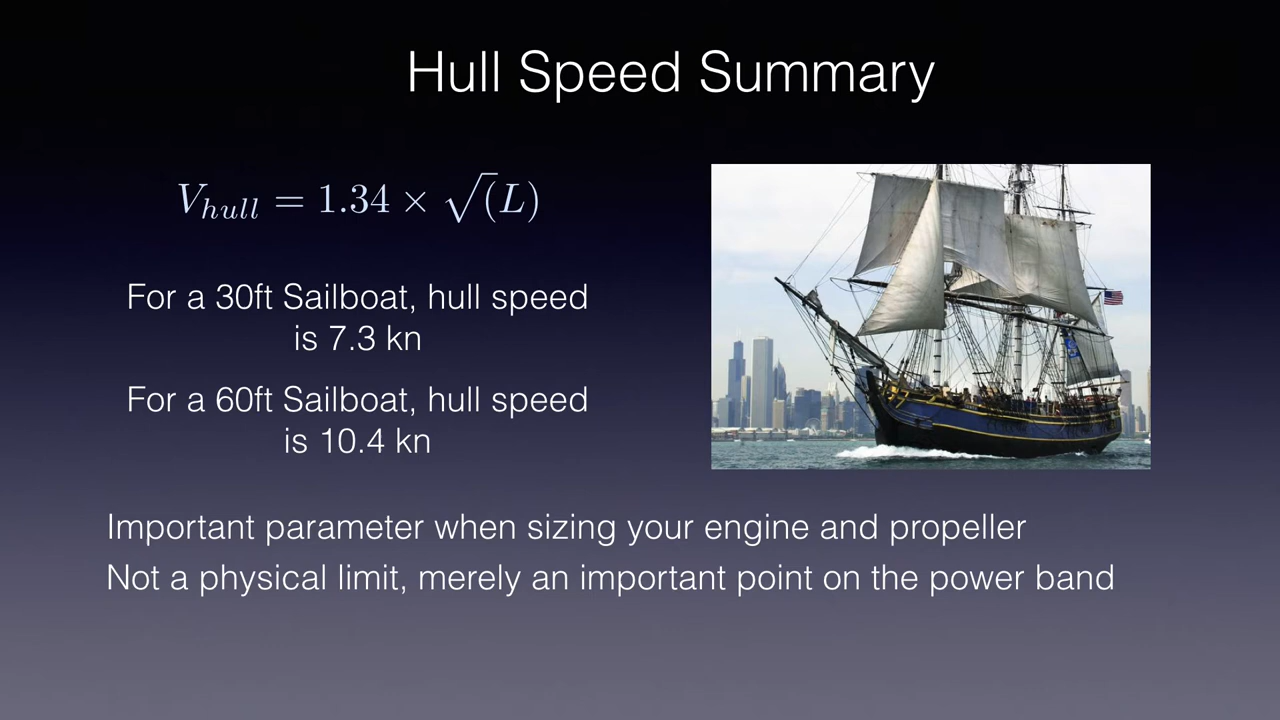 Hull Speed Summary
V_{hull} = 1.34 × √(L)
For a 30ft Sailboat, hull speed
is 7.3 kn
For a 60ft Sailboat, hull speed
is 10.4 kn
Important parameter when sizing your engine and propeller
Not a physical limit, merely an important point on the power band